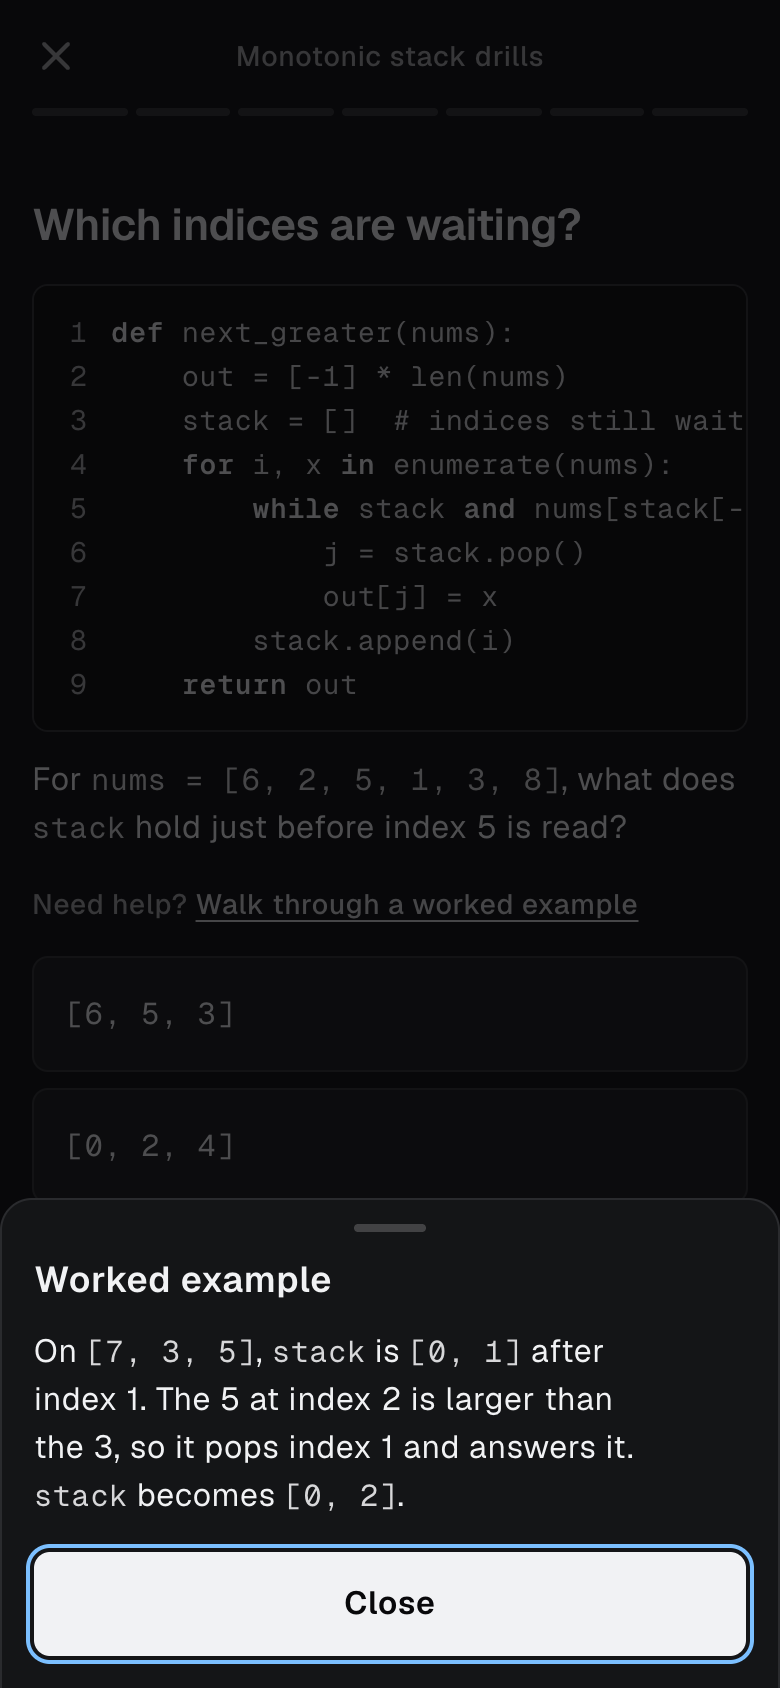 Monotonic stack drills
Which indices are waiting?
1 def next_greater(nums):
2     out = [-1] * len(nums)
3     stack = []  # indices still wait
4     for i, x in enumerate(nums):
5         while stack and nums[stack[-
6             j = stack.pop()
7             out[j] = x
8         stack.append(i)
9     return out
For nums = [6, 2, 5, 1, 3, 8], what does
stack hold just before index 5 is read?
Need help? Walk through a worked example
[6, 5, 3]
[0, 2, 4]
Worked example
On [7, 3, 5], stack is [0, 1] after
index 1. The 5 at index 2 is larger than
the 3, so it pops index 1 and answers it.
stack becomes [0, 2].
Close